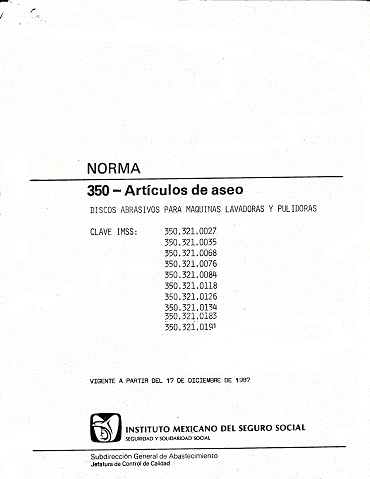 NORMA
350 – Artículos de aseo
DISCOS ABRASIVOS PARA MAQUINAS LAVADORAS Y PULIDORAS
CLAVE IMSS: 350.321.0027
350.321.0035
350.321.0068
350.321.0076
350.321.0084
350.321.0118
350.321.0126
350.321.0134
350.321.0183
350.321.0191
VIGENTE A PARTIR DEL 17 DE DICIEMBRE DE 1987
INSTITUTO MEXICANO DEL SEGURO SOCIAL
SEGURIDAD Y SOLIDARIDAD SOCIAL
Subdirección General de Abastecimiento
Jefatura de Control de Calidad